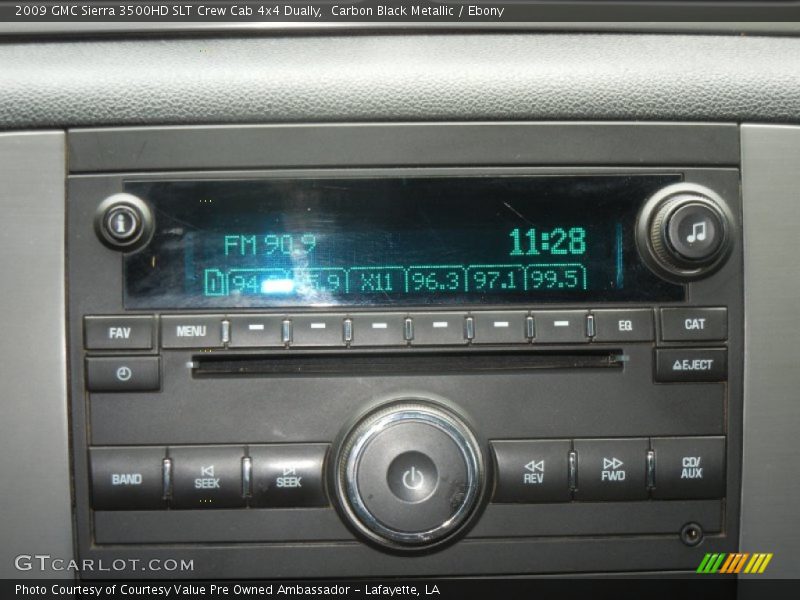 2009 GMC Sierra 3500HD SLT Crew Cab 4x4 Dually, Carbon Black Metallic / Ebony
i
FM 90.9 11:28
X11 96.3 97.1 99.5
FAV MENU EQ CAT
EJECT
BAND SEEK SEEK REV FWD CD/AUX
GTCARLOT.COM
Photo Courtesy of Courtesy Value Pre Owned Ambassador - Lafayette, LA